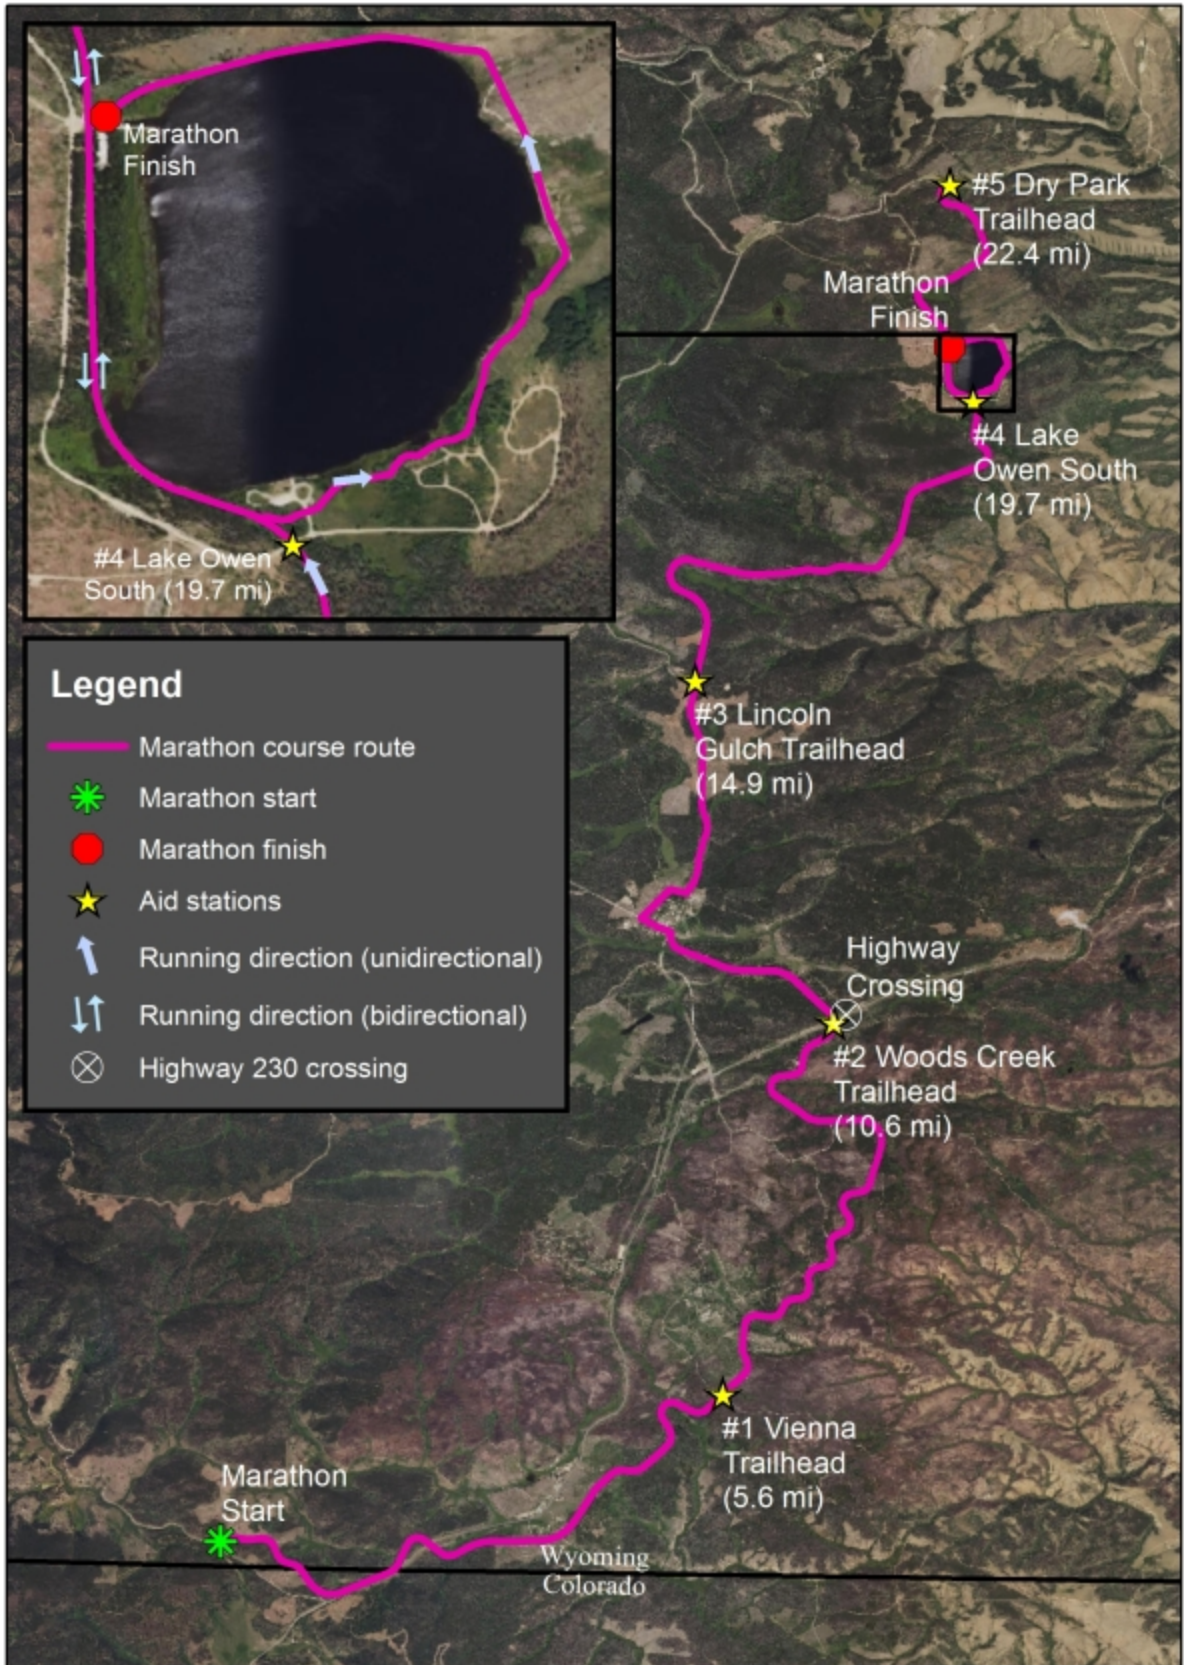 Marathon
Finish
#4 Lake Owen
South (19.7 mi)
#5 Dry Park
Trailhead
(22.4 mi)
Marathon
Finish
#4 Lake
Owen South
(19.7 mi)
Legend
Marathon course route
Marathon start
Marathon finish
Aid stations
Running direction (unidirectional)
Running direction (bidirectional)
Highway 230 crossing
#3 Lincoln
Gulch Trailhead
(14.9 mi)
Highway
Crossing
#2 Woods Creek
Trailhead
(10.6 mi)
#1 Vienna
Trailhead
(5.6 mi)
Marathon
Start
Wyoming
Colorado